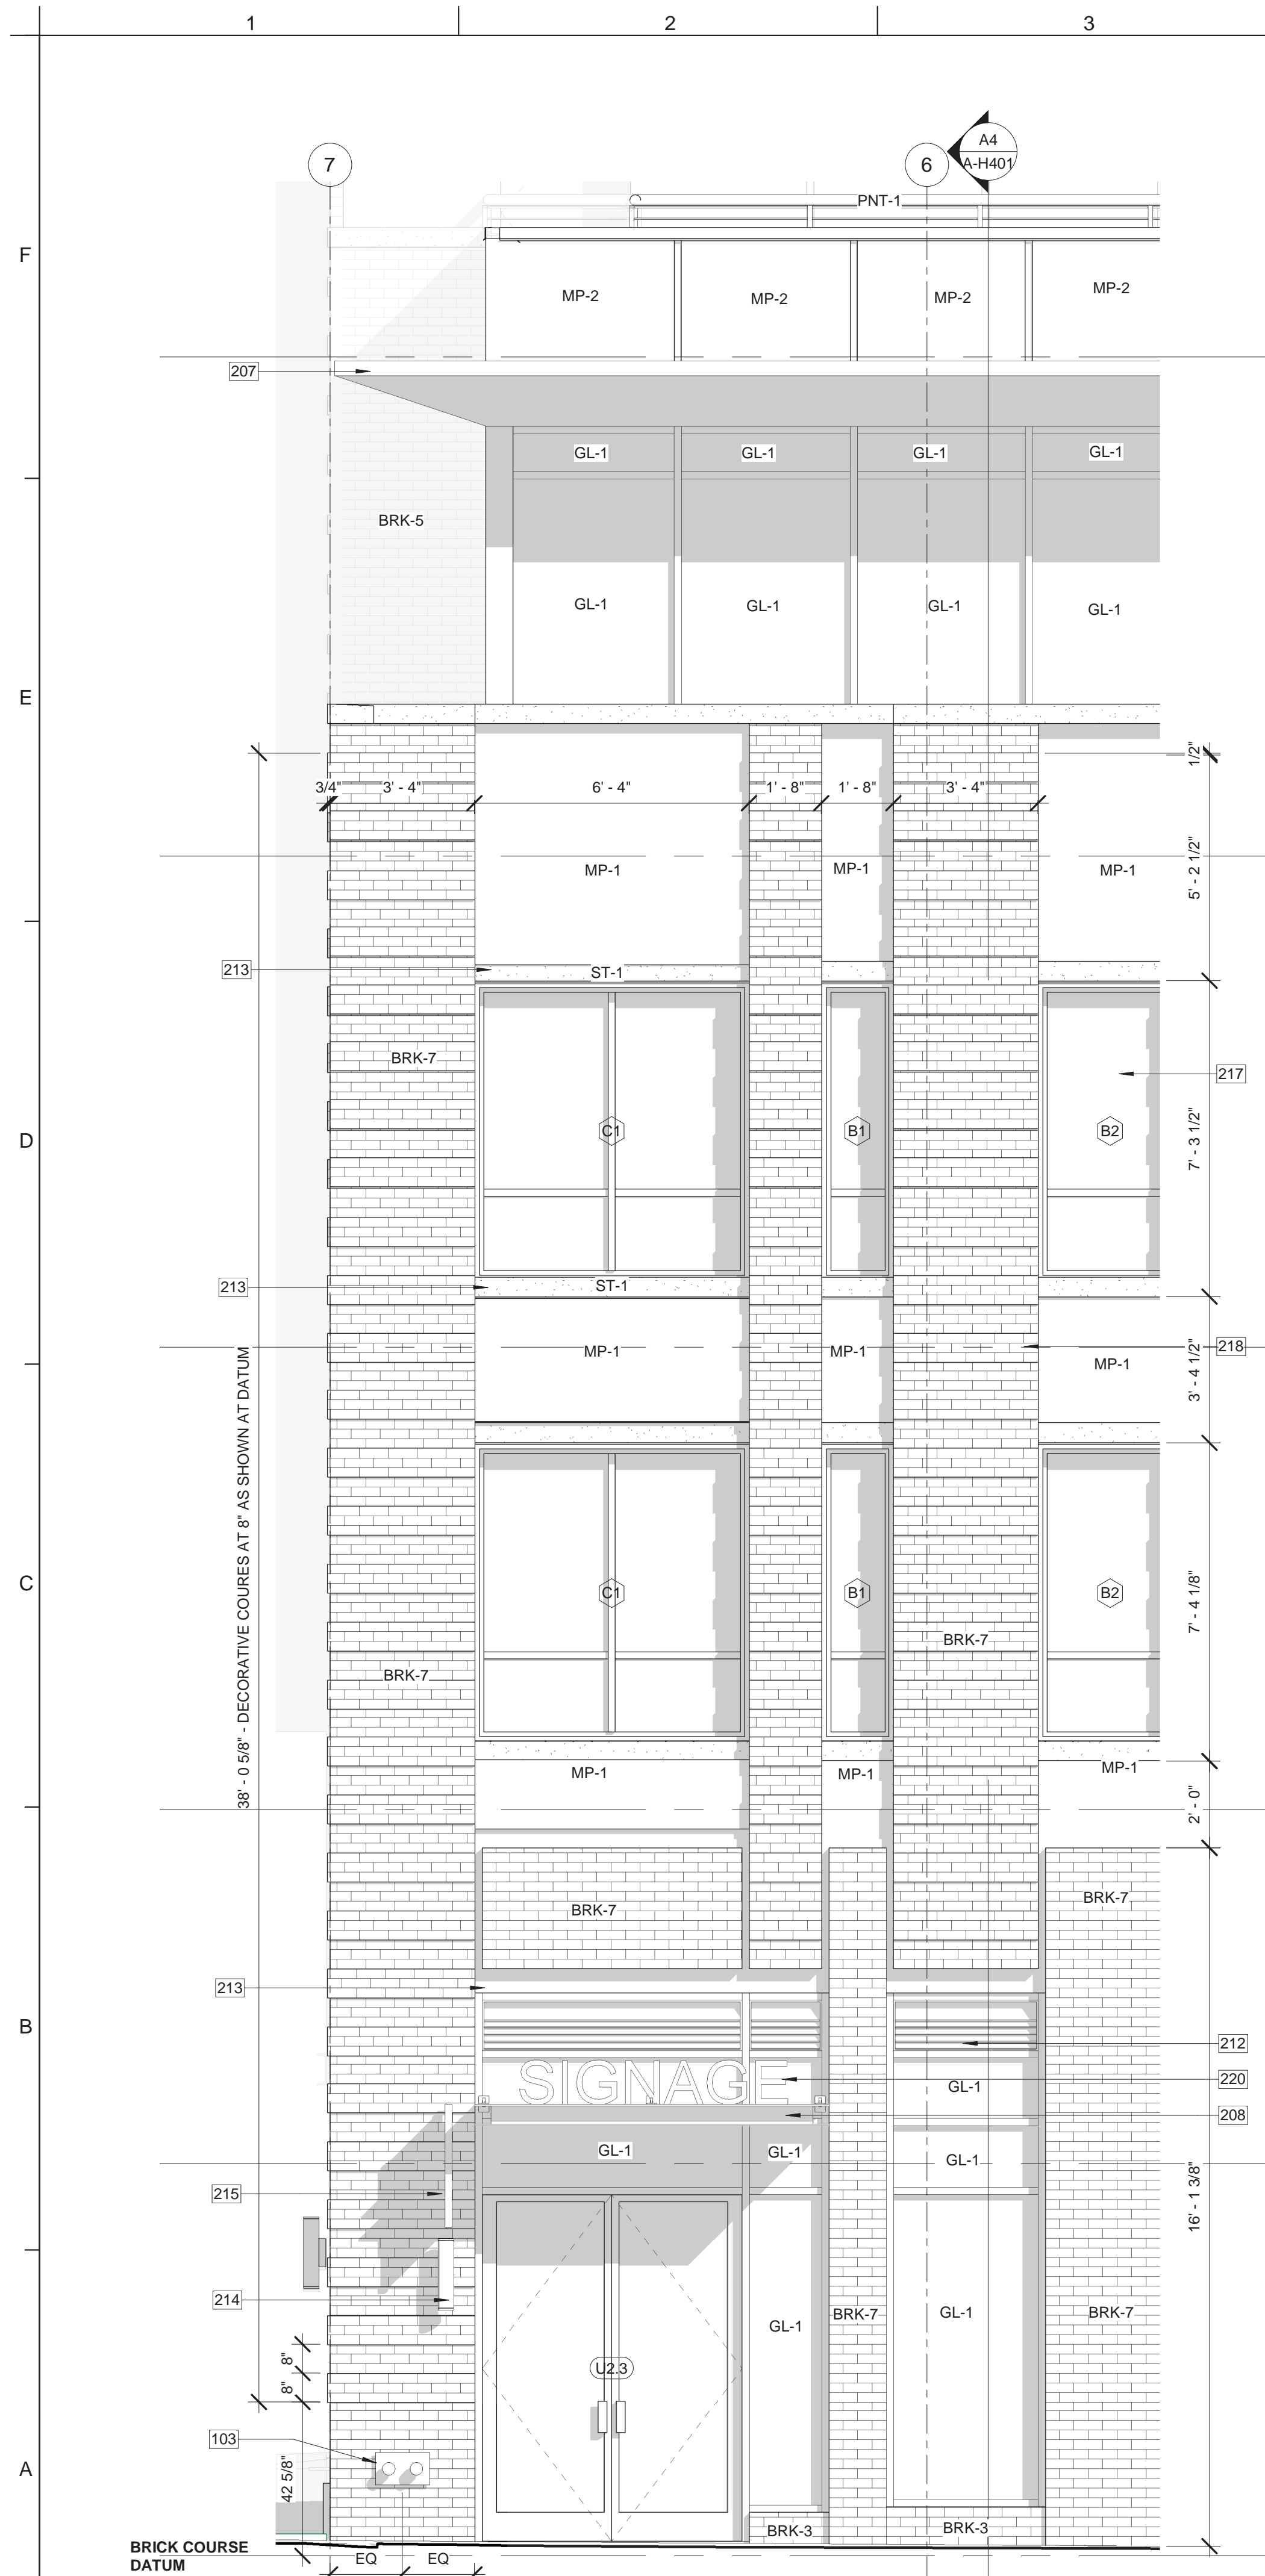 1 2 3
7 6 A4
A-H401
PNT-1
F
MP-2 MP-2 MP-2 MP-2
207
GL-1 GL-1 GL-1 GL-1
BRK-5
GL-1 GL-1 GL-1 GL-1
E
1/2"
3/4" 3' - 4" 6' - 4" 1' - 8" 1' - 8" 3' - 4"
MP-1 MP-1 MP-1
5' - 2 1/2"
213 ST-1
BRK-7
217
D
C1 B1 B2
7' - 3 1/2"
213 ST-1
MP-1 MP-1 MP-1
218
3' - 4 1/2"
38' - 0 5/8" - DECORATIVE COURES AT 8" AS SHOWN AT DATUM
C
C1 B1 B2
7' - 4 1/8"
BRK-7
BRK-7
MP-1 MP-1 MP-1
2' - 0"
BRK-7
BRK-7
213
B
212
SIGNAGE 220
GL-1
208
GL-1 GL-1 GL-1
215
16' - 1 3/8"
214
BRK-7 GL-1 BRK-7
GL-1
8"
U2.3
8"
103
A
42 5/8"
BRK-3 BRK-3
BRICK COURSE
DATUM
EQ EQ